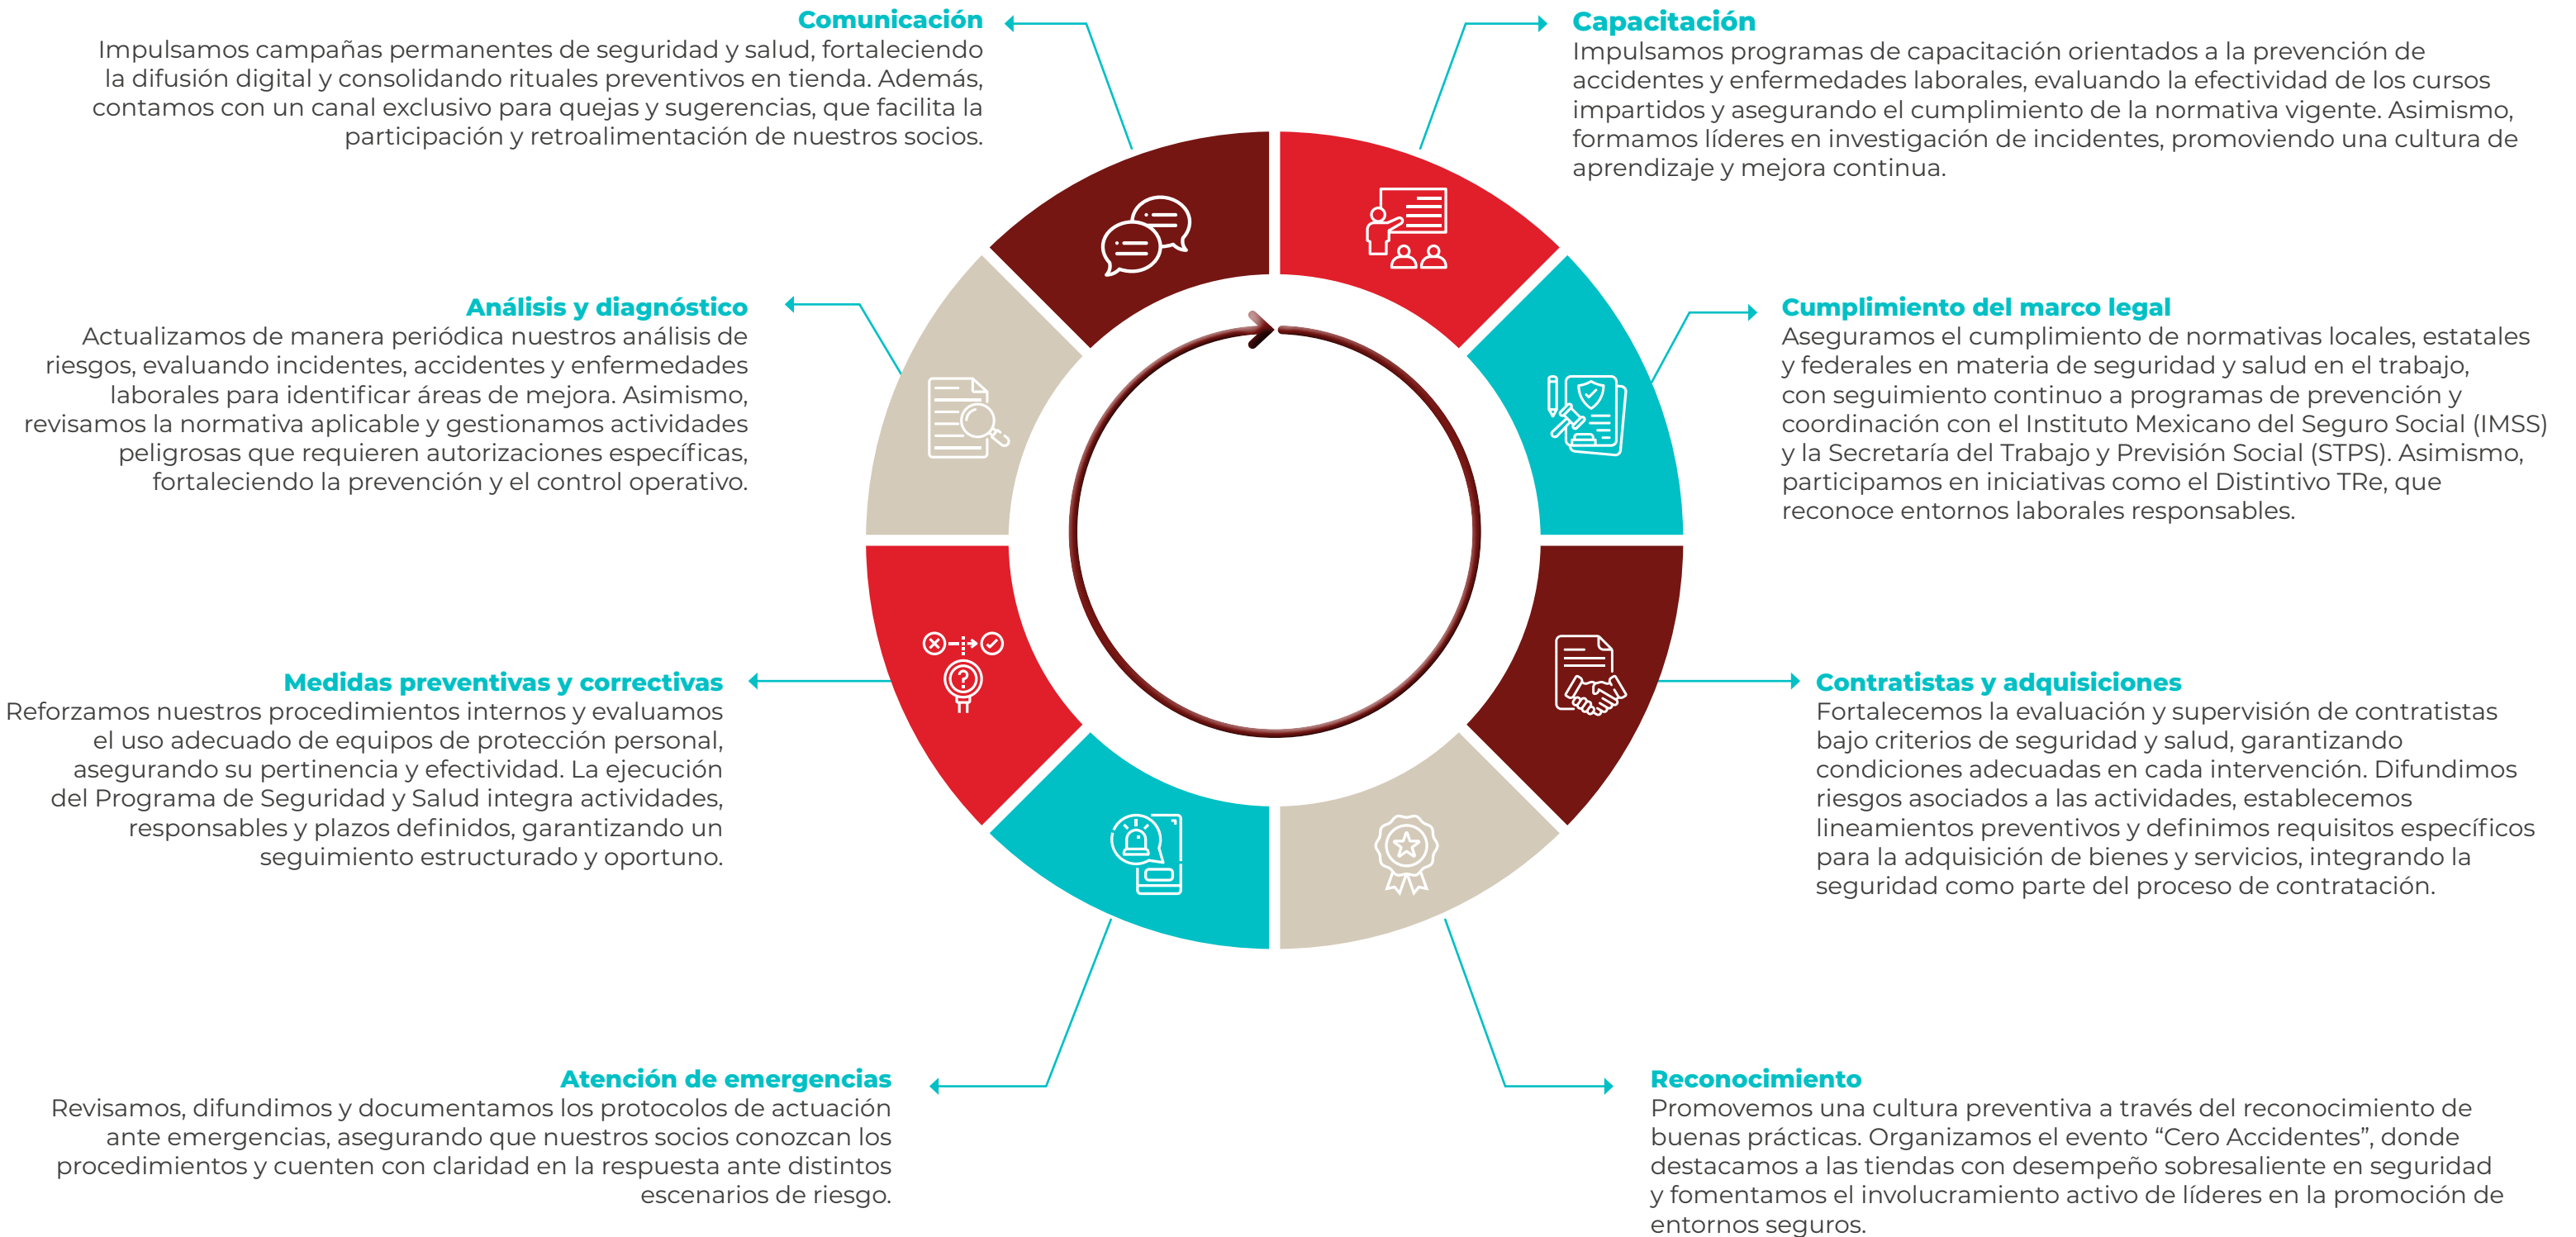 Comunicación
Impulsamos campañas permanentes de seguridad y salud, fortaleciendo
la difusión digital y consolidando rituales preventivos en tienda. Además,
contamos con un canal exclusivo para quejas y sugerencias, que facilita la
participación y retroalimentación de nuestros socios.
Capacitación
Impulsamos programas de capacitación orientados a la prevención de
accidentes y enfermedades laborales, evaluando la efectividad de los cursos
impartidos y asegurando el cumplimiento de la normativa vigente. Asimismo,
formamos líderes en investigación de incidentes, promoviendo una cultura de
aprendizaje y mejora continua.
Análisis y diagnóstico
Actualizamos de manera periódica nuestros análisis de
riesgos, evaluando incidentes, accidentes y enfermedades
laborales para identificar áreas de mejora. Asimismo,
revisamos la normativa aplicable y gestionamos actividades
peligrosas que requieren autorizaciones específicas,
fortaleciendo la prevención y el control operativo.
Cumplimiento del marco legal
Aseguramos el cumplimiento de normativas locales, estatales
y federales en materia de seguridad y salud en el trabajo,
con seguimiento continuo a programas de prevención y
coordinación con el Instituto Mexicano del Seguro Social (IMSS)
y la Secretaría del Trabajo y Previsión Social (STPS). Asimismo,
participamos en iniciativas como el Distintivo TRe, que
reconoce entornos laborales responsables.
Medidas preventivas y correctivas
Reforzamos nuestros procedimientos internos y evaluamos
el uso adecuado de equipos de protección personal,
asegurando su pertinencia y efectividad. La ejecución
del Programa de Seguridad y Salud integra actividades,
responsables y plazos definidos, garantizando un
seguimiento estructurado y oportuno.
Contratistas y adquisiciones
Fortalecemos la evaluación y supervisión de contratistas
bajo criterios de seguridad y salud, garantizando
condiciones adecuadas en cada intervención. Difundimos
riesgos asociados a las actividades, establecemos
lineamientos preventivos y definimos requisitos específicos
para la adquisición de bienes y servicios, integrando la
seguridad como parte del proceso de contratación.
Atención de emergencias
Revisamos, difundimos y documentamos los protocolos de actuación
ante emergencias, asegurando que nuestros socios conozcan los
procedimientos y cuenten con claridad en la respuesta ante distintos
escenarios de riesgo.
Reconocimiento
Promovemos una cultura preventiva a través del reconocimiento de
buenas prácticas. Organizamos el evento “Cero Accidentes”, donde
destacamos a las tiendas con desempeño sobresaliente en seguridad
y fomentamos el involucramiento activo de líderes en la promoción de
entornos seguros.